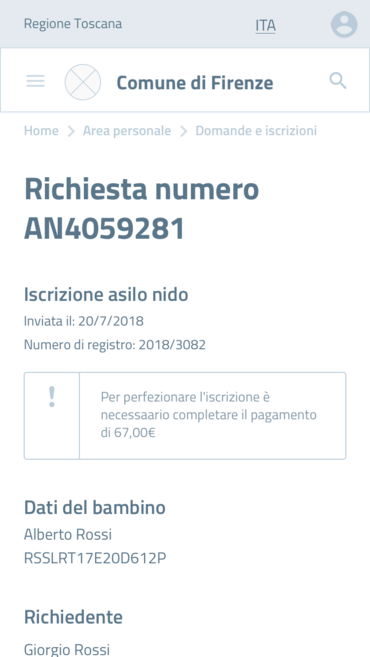 Regione Toscana
ITA
Comune di Firenze
Home
Area personale
Domande e iscrizioni
Richiesta numero
AN4059281
Iscrizione asilo nido
Inviata il: 20/7/2018
Numero di registro: 2018/3082
!
Per perfezionare l'iscrizione è
necessaario completare il pagamento
di 67,00€
Dati del bambino
Alberto Rossi
RSSLRT17E20D612P
Richiedente
Giorgio Rossi